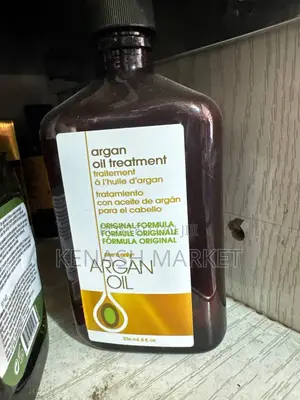 argan
oil treatment
traitement
à l'huile d'argan
tratamiento
con aceite de argán
para el cabello
ORIGINAL FORMULA
FORMULE ORIGINALE
FÓRMULA ORIGINAL
ARGAN
OIL
MARKET